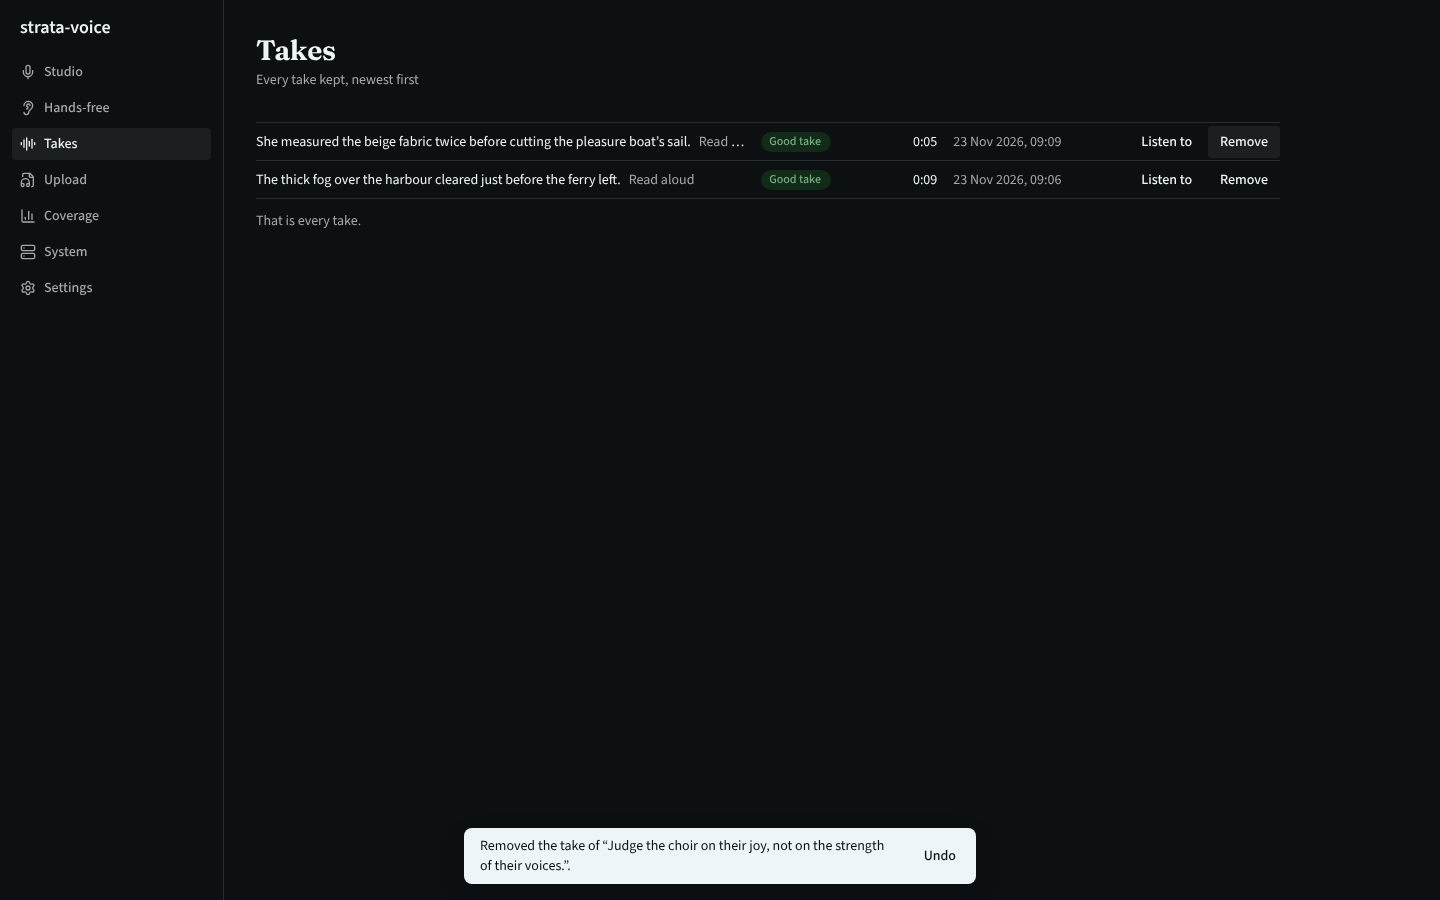 strata-voice
Studio
Hands-free
Takes
Upload
Coverage
System
Settings
Takes
Every take kept, newest first
She measured the beige fabric twice before cutting the pleasure boat’s sail. Read … Good take 0:05 23 Nov 2026, 09:09 Listen to Remove
The thick fog over the harbour cleared just before the ferry left. Read aloud Good take 0:09 23 Nov 2026, 09:06 Listen to Remove
That is every take.
Removed the take of “Judge the choir on their joy, not on the strength
of their voices.”.
Undo